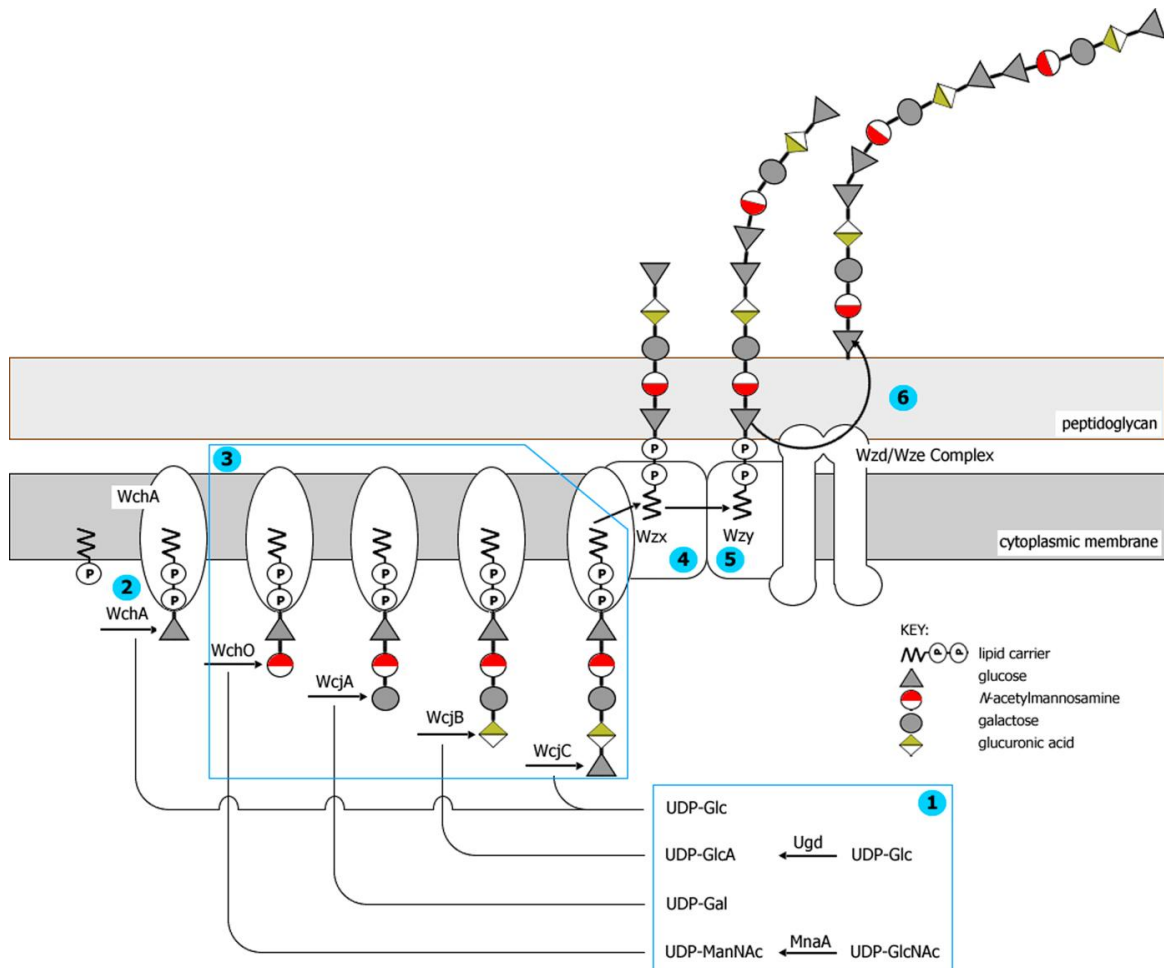 6
peptidoglycan
3
Wzd/Wze Complex
P
P
WchA
P
P
Wzx
Wzy
cytoplasmic membrane
4
5
P
2
P P P P P
P P P P P
WchA
WchO
WcjA
WcjB
WcjC
KEY:
P P lipid carrier
glucose
N-acetylmannosamine
galactose
glucuronic acid
1
UDP-Glc
UDP-GlcA Ugd UDP-Glc
UDP-Gal
UDP-ManNAc MnaA UDP-GlcNAc